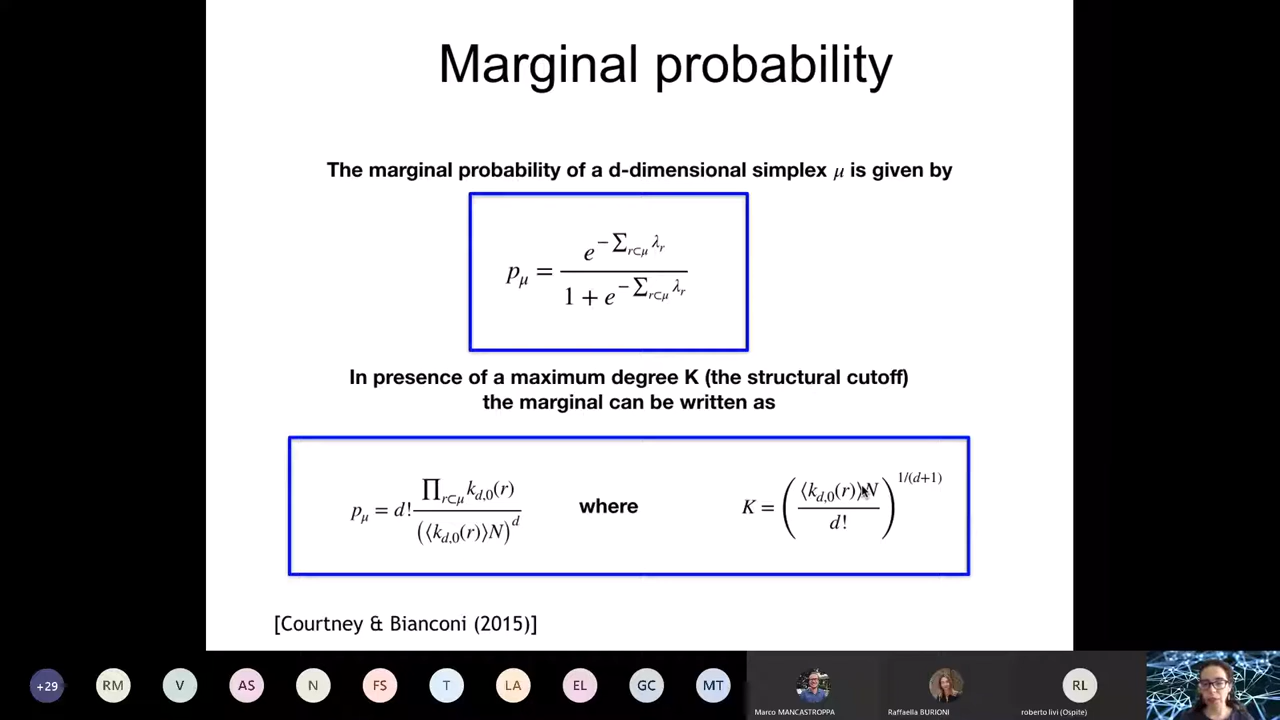 Marginal probability
The marginal probability of a d-dimensional simplex μ is given by
p_μ = e^{-∑_{r⊂μ} λ_r} / (1 + e^{-∑_{r⊂μ} λ_r})
In presence of a maximum degree K (the structural cutoff)
the marginal can be written as
p_μ = d! ∏_{r⊂μ} k_{d,0}(r) / (⟨k_{d,0}(r)⟩N)^d where K = (⟨k_{d,0}(r)⟩N / d!)^{1/(d+1)}
[Courtney & Bianconi (2015)]
+29 RM V AS N FS T LA EL GC MT RL
Marco MANCASTROPPA Raffaella BURIONI roberto livi (Ospite)